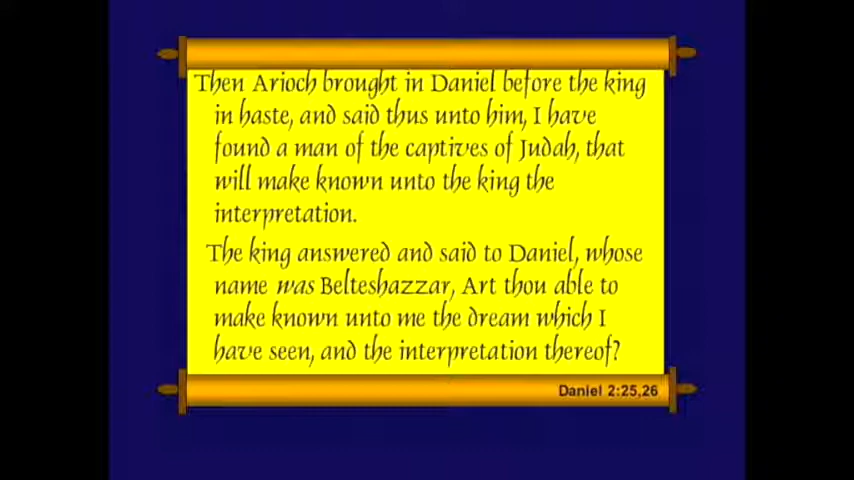 Then Arioch brought in Daniel before the king
in haste, and said thus unto him, I have
found a man of the captives of Judah, that
will make known unto the king the
interpretation.
The king answered and said to Daniel, whose
name was Belteshazzar, Art thou able to
make known unto me the dream which I
have seen, and the interpretation thereof?
Daniel 2:25,26